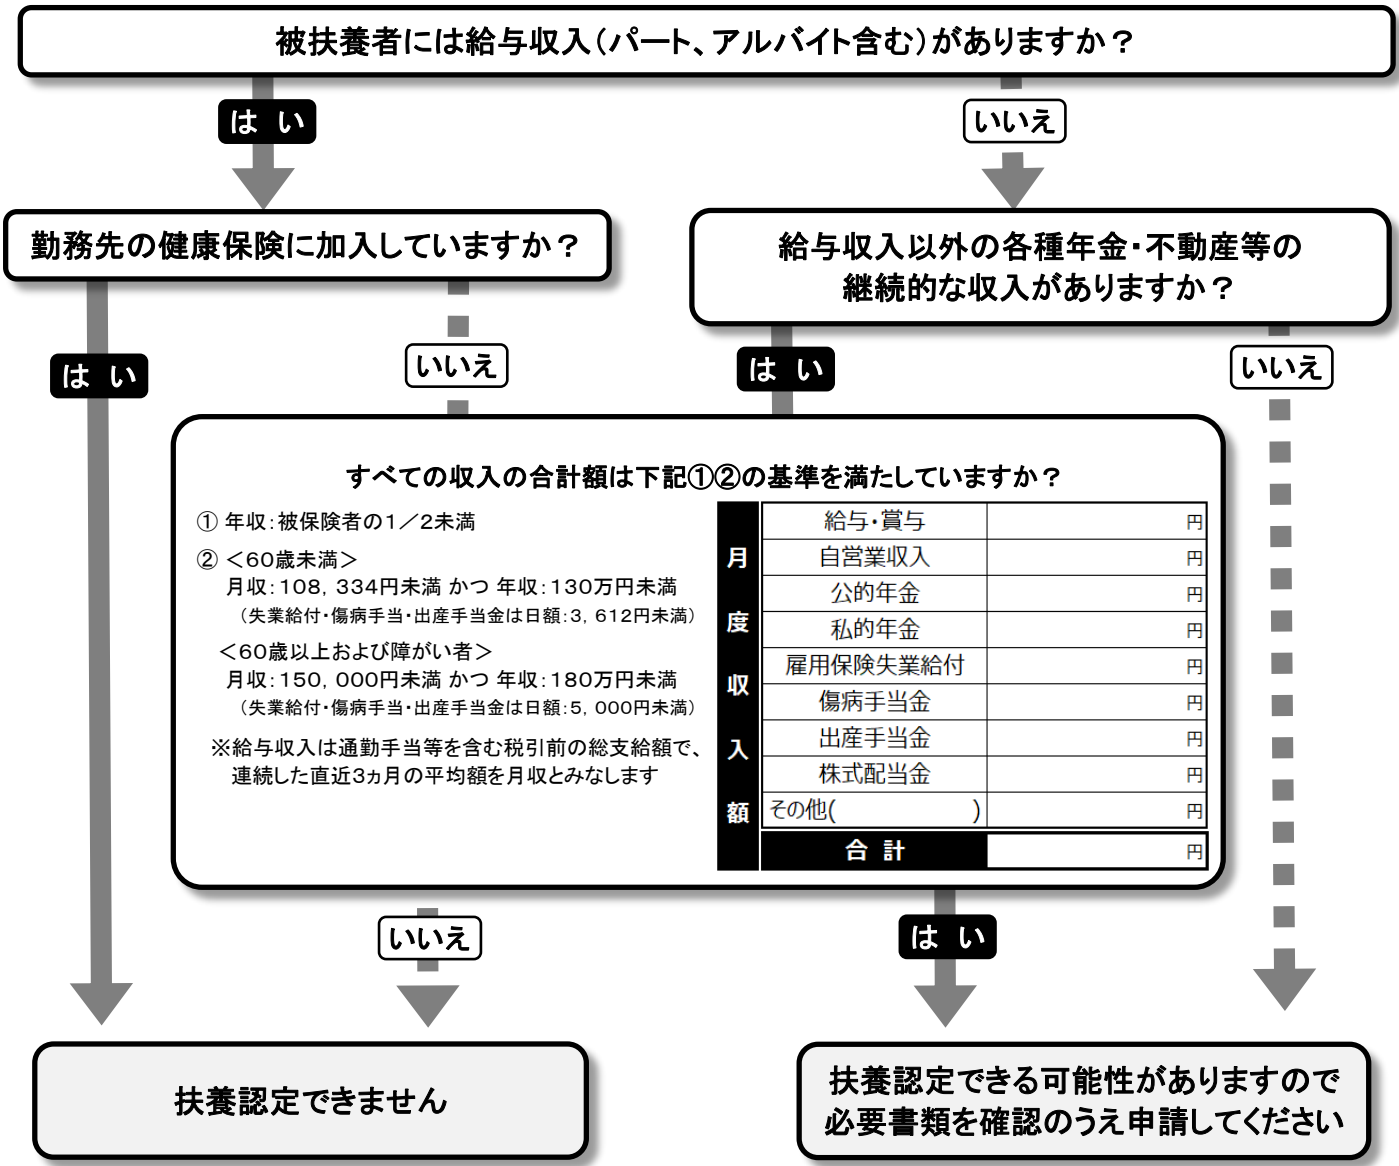 被扶養者には給与収入（パート、アルバイト含む）がありますか？
はい
いいえ
勤務先の健康保険に加入していますか？
給与収入以外の各種年金・不動産等の
継続的な収入がありますか？
はい
いいえ
はい
いいえ
すべての収入の合計額は下記①②の基準を満たしていますか？
① 年収：被保険者の１／２未満
② ＜６０歳未満＞
月収：１０８，３３４円未満 かつ 年収：１３０万円未満
（失業給付・傷病手当・出産手当金は日額：３，６１２円未満）
＜６０歳以上および障がい者＞
月収：１５０，０００円未満 かつ 年収：１８０万円未満
（失業給付・傷病手当・出産手当金は日額：５，０００円未満）
※給与収入は通勤手当等を含む税引前の総支給額で、
連続した直近３ヵ月の平均額を月収とみなします
月度収入額
給与・賞与 円
自営業収入 円
公的年金 円
私的年金 円
雇用保険失業給付 円
傷病手当金 円
出産手当金 円
株式配当金 円
その他( ) 円
合計 円
いいえ
はい
扶養認定できません
扶養認定できる可能性がありますので
必要書類を確認のうえ申請してください